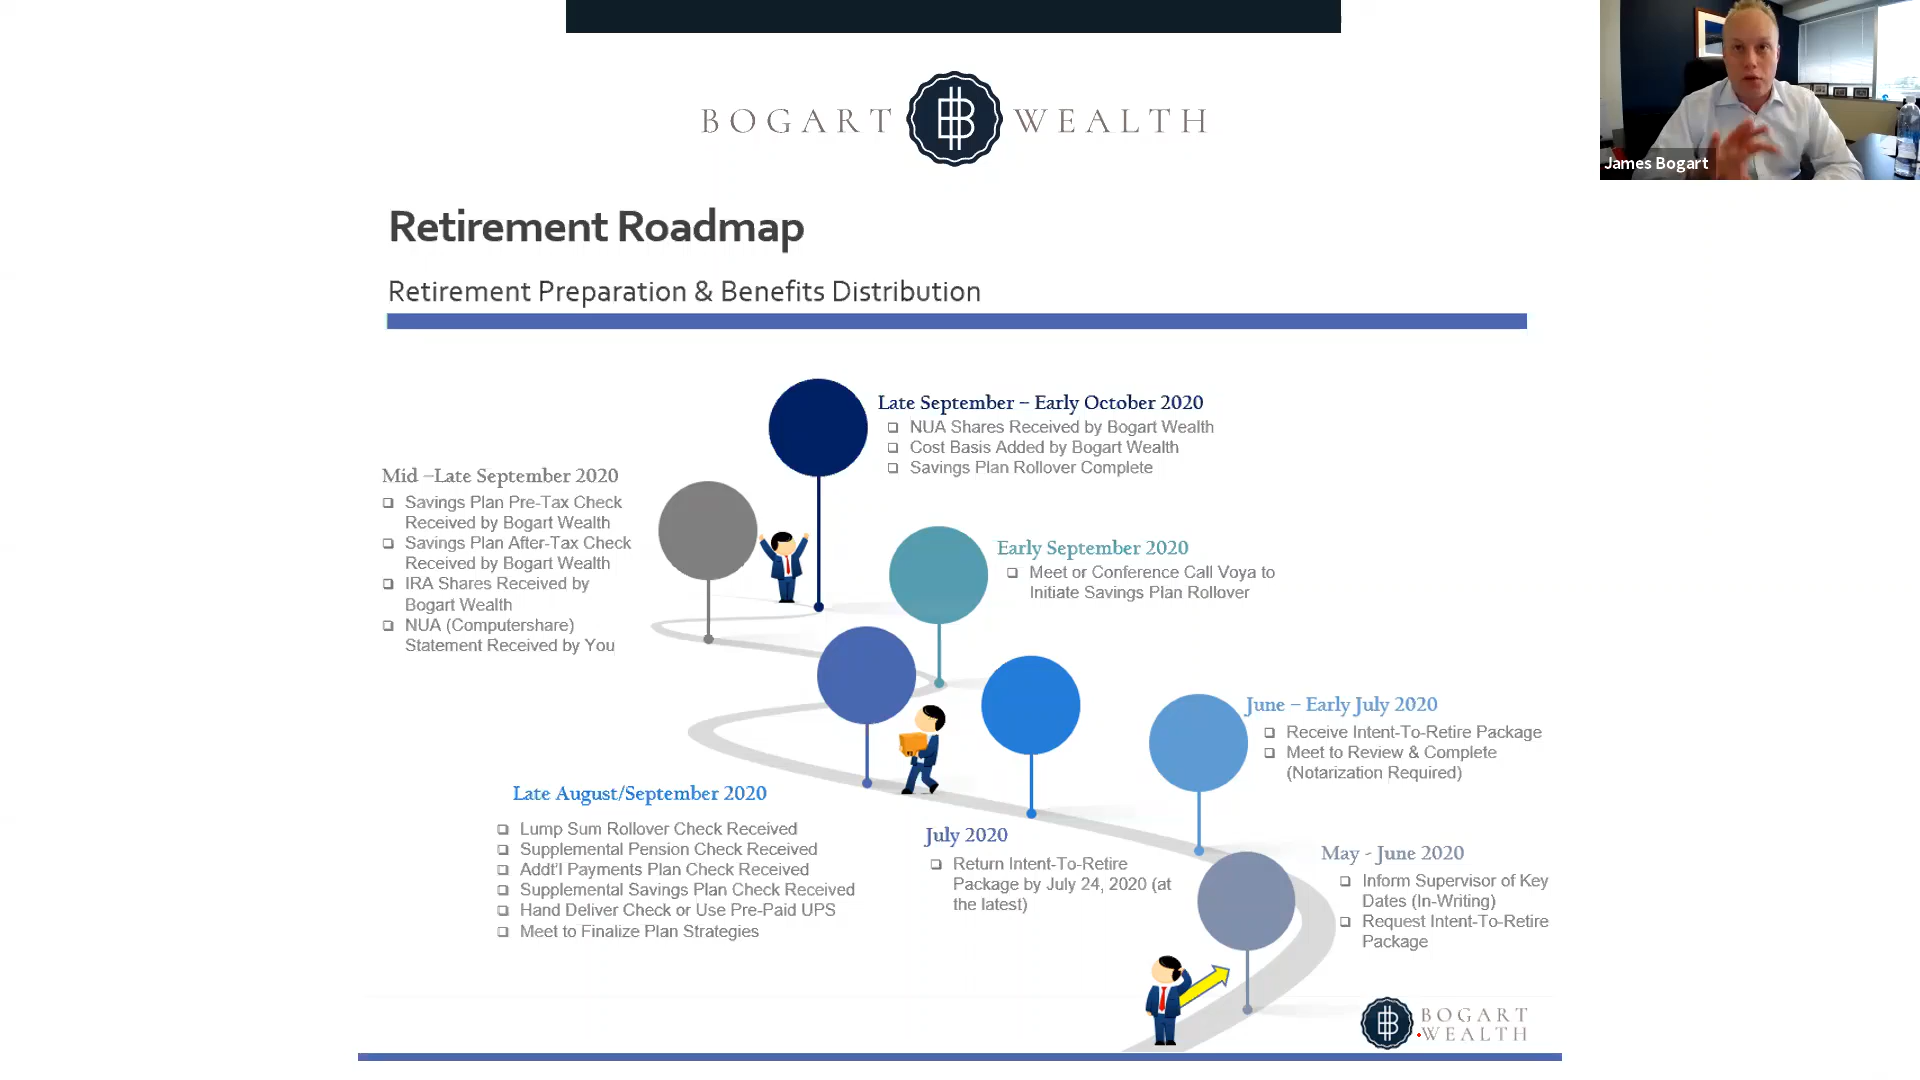 BOGART WEALTH
James Bogart
Retirement Roadmap
Retirement Preparation & Benefits Distribution
Late September – Early October 2020
NUA Shares Received by Bogart Wealth
Cost Basis Added by Bogart Wealth
Savings Plan Rollover Complete
Mid –Late September 2020
Savings Plan Pre-Tax Check
Received by Bogart Wealth
Savings Plan After-Tax Check
Received by Bogart Wealth
IRA Shares Received by
Bogart Wealth
NUA (Computershare)
Statement Received by You
Early September 2020
Meet or Conference Call Voya to
Initiate Savings Plan Rollover
June – Early July 2020
Receive Intent-To-Retire Package
Meet to Review & Complete
(Notarization Required)
Late August/September 2020
Lump Sum Rollover Check Received
Supplemental Pension Check Received
Addt'l Payments Plan Check Received
Supplemental Savings Plan Check Received
Hand Deliver Check or Use Pre-Paid UPS
Meet to Finalize Plan Strategies
July 2020
Return Intent-To-Retire
Package by July 24, 2020 (at
the latest)
May - June 2020
Inform Supervisor of Key
Dates (In-Writing)
Request Intent-To-Retire
Package
BOGART
WEALTH